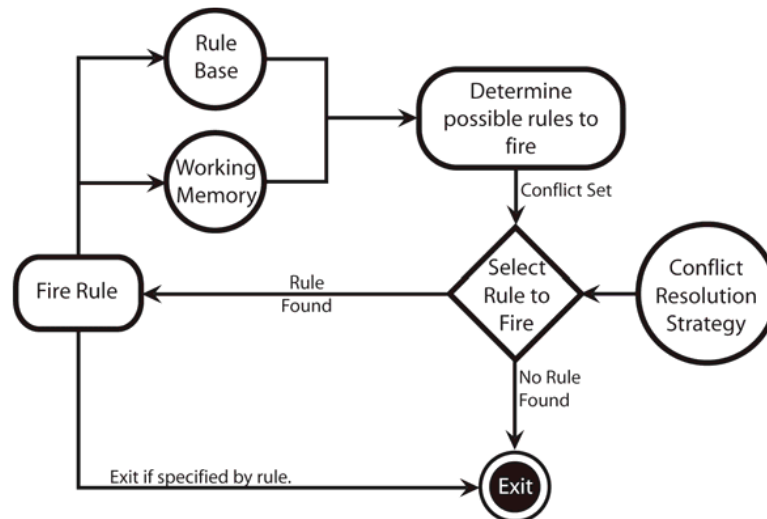 Rule
Base
Working
Memory
Determine
possible rules to
fire
Conflict Set
Select
Rule to
Fire
Conflict
Resolution
Strategy
Rule
Found
Fire Rule
No Rule
Found
Exit if specified by rule.
Exit